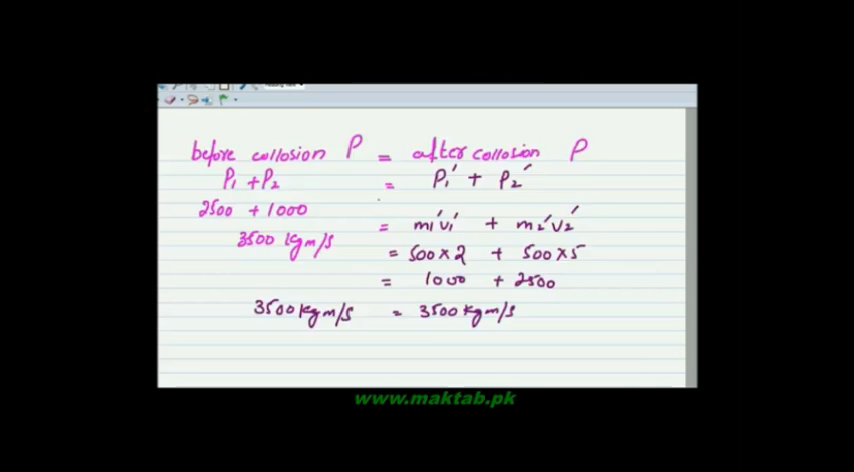 before collosion P = after collosion P
P₁ + P₂ = P₁′ + P₂′
2500 + 1000 = m₁′v₁′ + m₂′v₂′
3500 kgm/s = 500 × 2 + 500 × 5
= 1000 + 2500
3500 kgm/s = 3500 kgm/s
www.maktab.pk